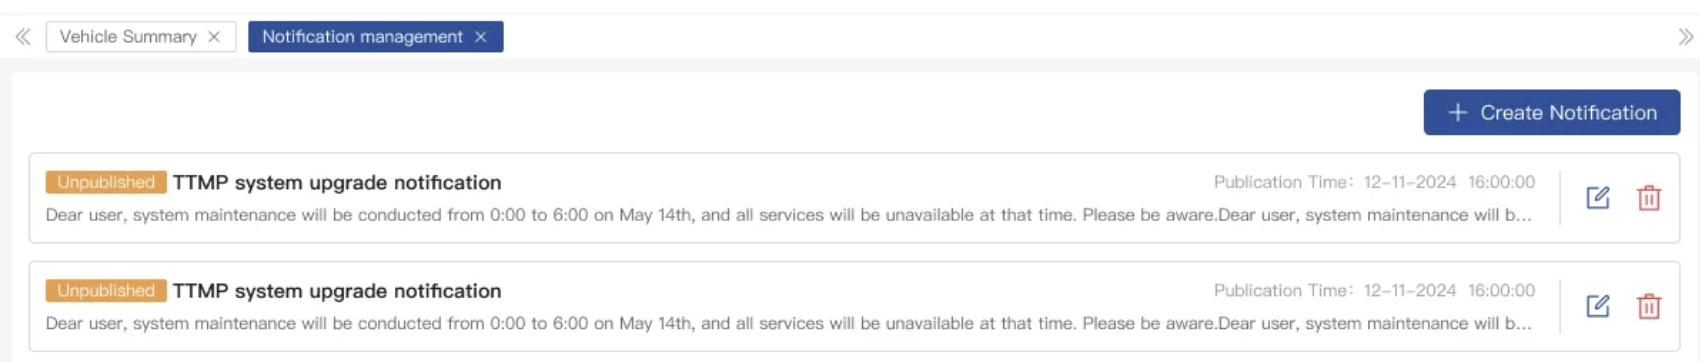 Vehicle Summary
Notification management
Create Notification
Unpublished TTMP system upgrade notification Publication Time: 12-11-2024 16:00:00
Dear user, system maintenance will be conducted from 0:00 to 6:00 on May 14th, and all services will be unavailable at that time. Please be aware.Dear user, system maintenance will b...
Unpublished TTMP system upgrade notification Publication Time: 12-11-2024 16:00:00
Dear user, system maintenance will be conducted from 0:00 to 6:00 on May 14th, and all services will be unavailable at that time. Please be aware.Dear user, system maintenance will b...